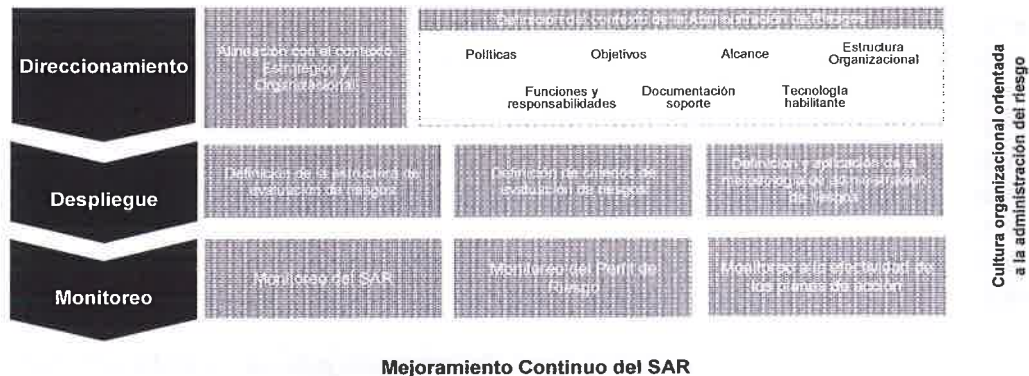 Direccionamiento
Alineación con el contexto
Estratégico y
Organizacional
Definición del contexto de la Administración de Riesgos
Políticas Objetivos Alcance Estructura
Organizacional
Funciones y
responsabilidades
Documentación
soporte
Tecnología
habilitante
Despliegue
Definición de la estructura de
evaluación de riesgos
Definición de criterios de
evaluación de riesgos
Definición y aplicación de la
metodología de administración
de riesgos
Monitoreo
Monitoreo del SAR
Monitoreo del Perfil de
Riesgo
Monitoreo a la efectividad de
los planes de acción
Cultura organizacional orientada
a la administración del riesgo
Mejoramiento Continuo del SAR